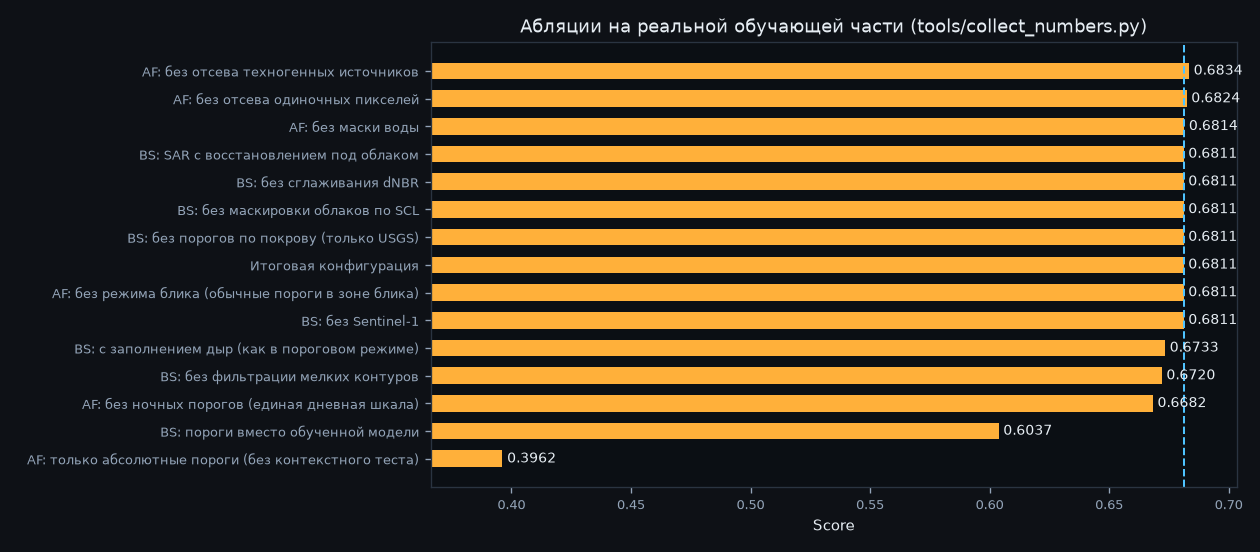 Абляции на реальной обучающей части (tools/collect_numbers.py)
AF: без отсева техногенных источников 0.6834
AF: без отсева одиночных пикселей 0.6824
AF: без маски воды 0.6814
BS: SAR с восстановлением под облаком 0.6811
BS: без сглаживания dNBR 0.6811
BS: без маскировки облаков по SCL 0.6811
BS: без порогов по покрову (только USGS) 0.6811
Итоговая конфигурация 0.6811
AF: без режима блика (обычные пороги в зоне блика) 0.6811
BS: без Sentinel-1 0.6811
BS: с заполнением дыр (как в пороговом режиме) 0.6733
BS: без фильтрации мелких контуров 0.6720
AF: без ночных порогов (единая дневная шкала) 0.6682
BS: пороги вместо обученной модели 0.6037
AF: только абсолютные пороги (без контекстного теста) 0.3962
0.40 0.45 0.50 0.55 0.60 0.65 0.70
Score